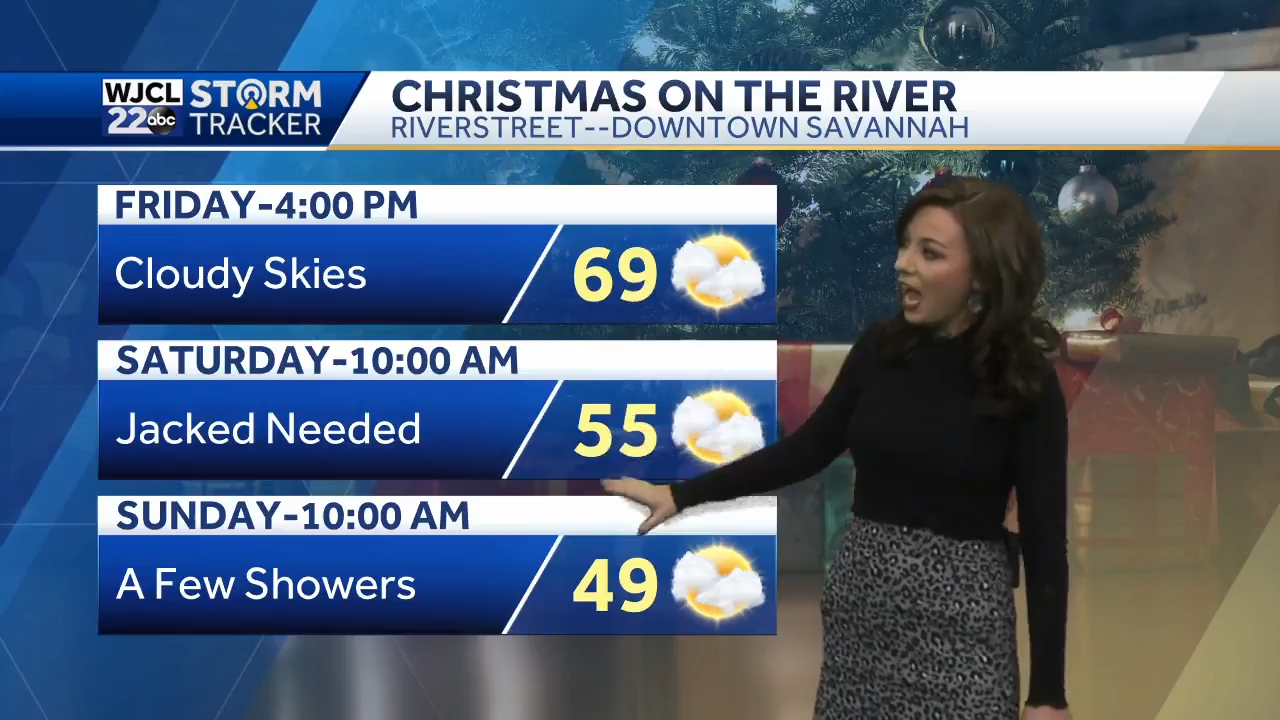 WJCL
22 abc
STORM
TRACKER
CHRISTMAS ON THE RIVER
RIVERSTREET--DOWNTOWN SAVANNAH
FRIDAY-4:00 PM
Cloudy Skies 69
SATURDAY-10:00 AM
Jacked Needed 55
SUNDAY-10:00 AM
A Few Showers 49